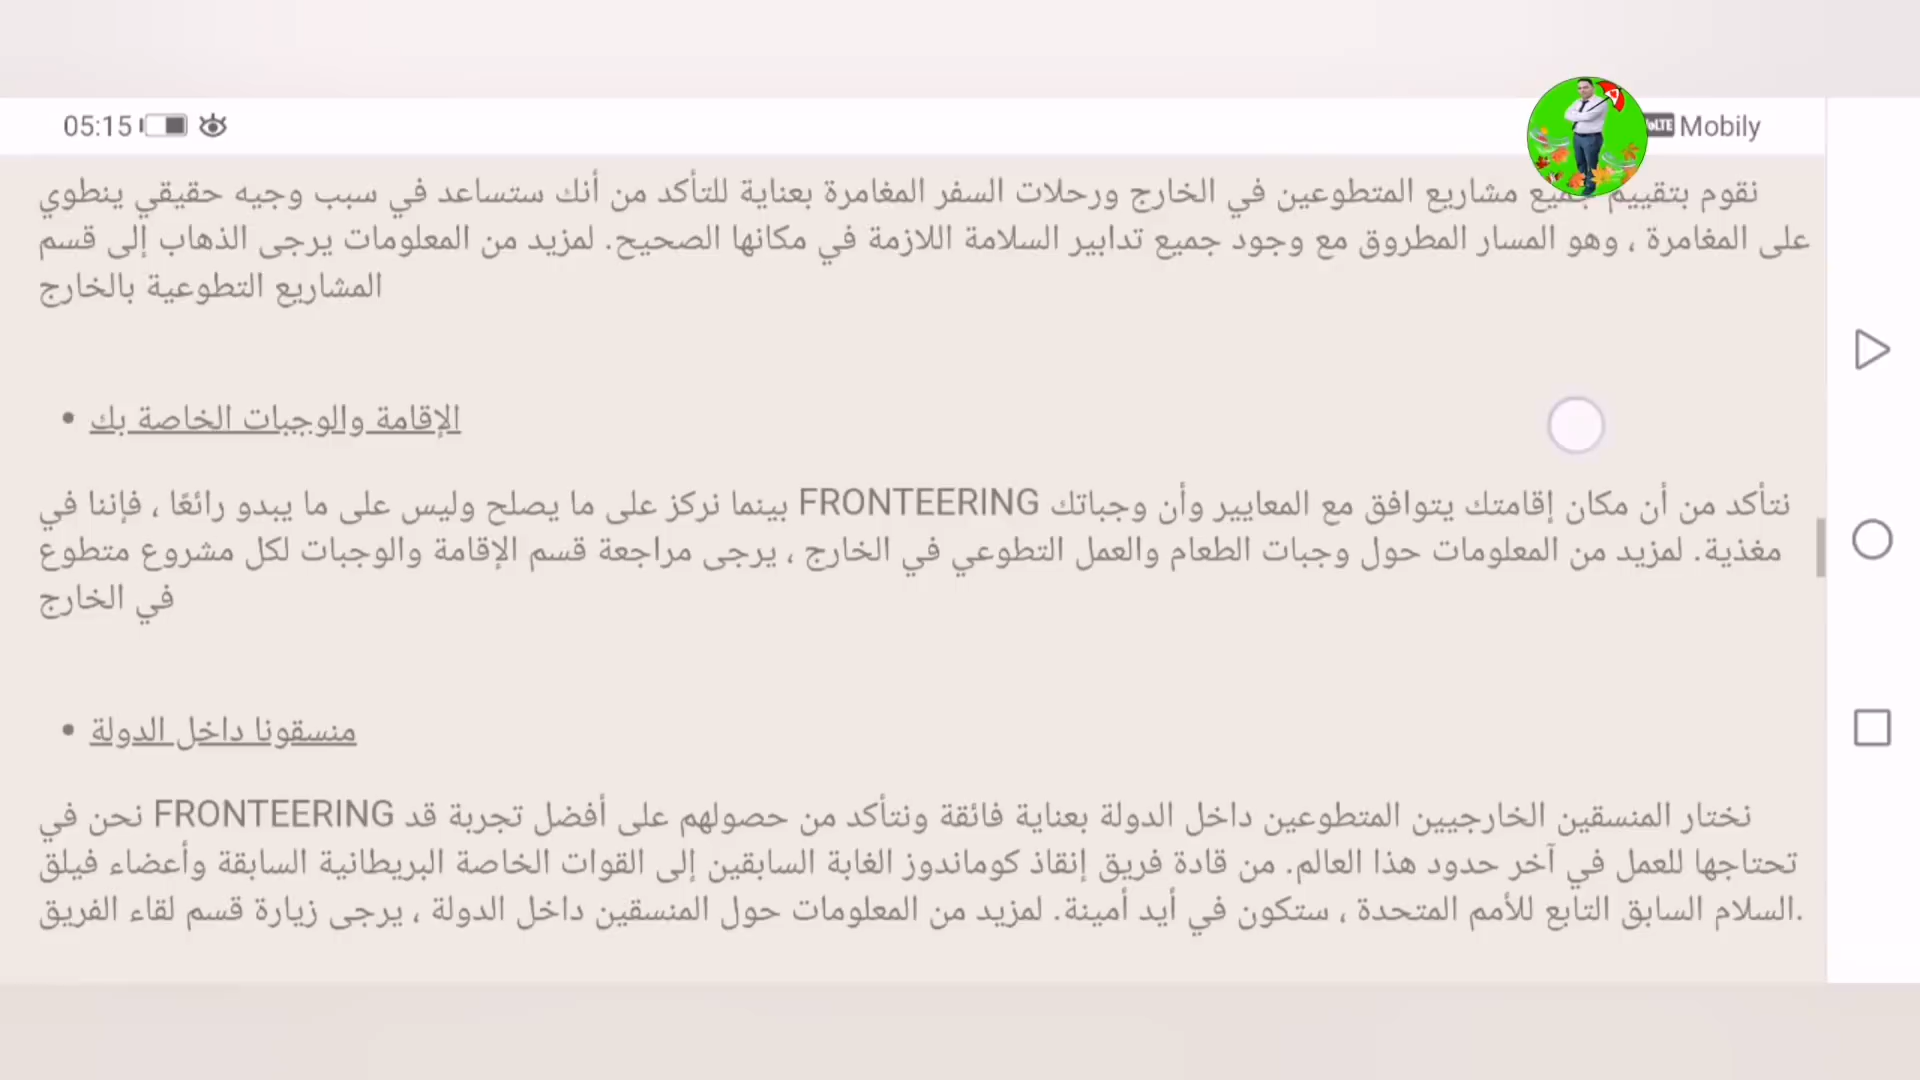 05:15
VoLTE Mobily
نقوم بتقييم جميع مشاريع المتطوعين في الخارج ورحلات السفر المغامرة بعناية للتأكد من أنك ستساعد في سبب وجيه حقيقي ينطوي
على المغامرة ، وهو المسار المطروق مع وجود جميع تدابير السلامة اللازمة في مكانها الصحيح. لمزيد من المعلومات يرجى الذهاب إلى قسم
المشاريع التطوعية بالخارج
• الإقامة والوجبات الخاصة بك
نتأكد من أن مكان إقامتك يتوافق مع المعايير وأن وجباتك FRONTEERING بينما نركز على ما يصلح وليس على ما يبدو رائعًا ، فإننا في
مغذية. لمزيد من المعلومات حول وجبات الطعام والعمل التطوعي في الخارج ، يرجى مراجعة قسم الإقامة والوجبات لكل مشروع متطوع
في الخارج
• منسقونا داخل الدولة
نختار المنسقين الخارجيين المتطوعين داخل الدولة بعناية فائقة ونتأكد من حصولهم على أفضل تجربة قد FRONTEERING نحن في
تحتاجها للعمل في آخر حدود هذا العالم. من قادة فريق إنقاذ كوماندوز الغابة السابقين إلى القوات الخاصة البريطانية السابقة وأعضاء فيلق
السلام السابق التابع للأمم المتحدة ، ستكون في أيد أمينة. لمزيد من المعلومات حول المنسقين داخل الدولة ، يرجى زيارة قسم لقاء الفريق.